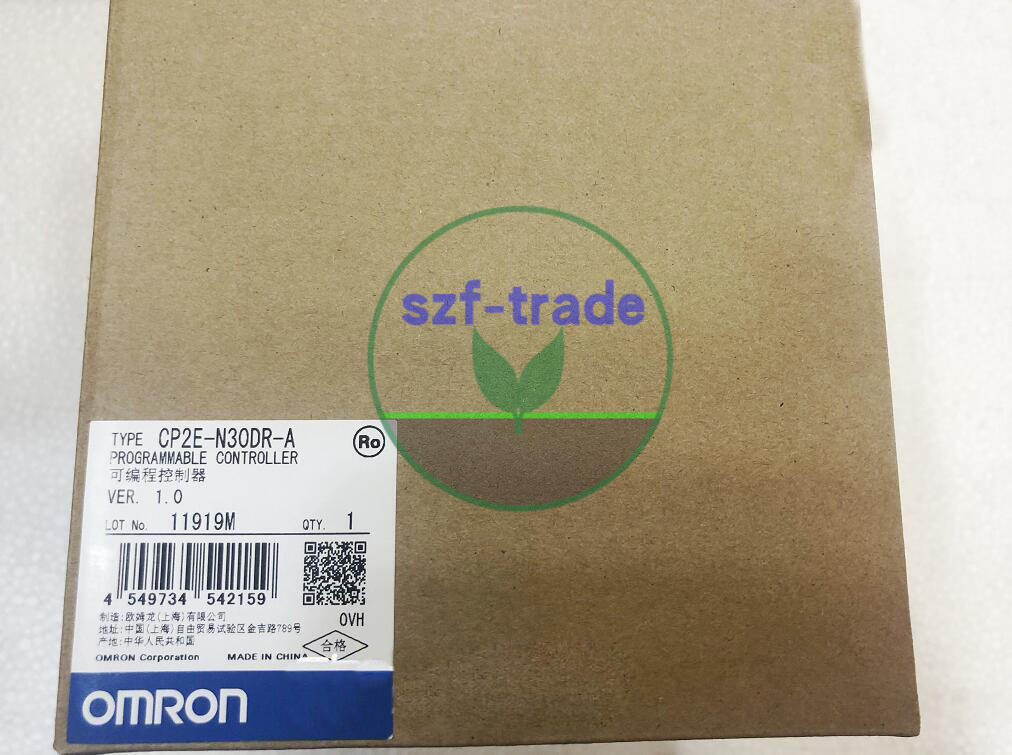 szf-trade
TYPE CP2E-N30DR-A
Ro
PROGRAMMABLE CONTROLLER
可编程控制器
VER. 1.0
LOT No. 11919M QTY. 1
4 549734 542159
OVH
制造:欧姆龙(上海)有限公司
地址:中国(上海)自由贸易试验区金吉路789号
产地:中华人民共和国
合格
OMRON Corporation MADE IN CHINA
OMRON